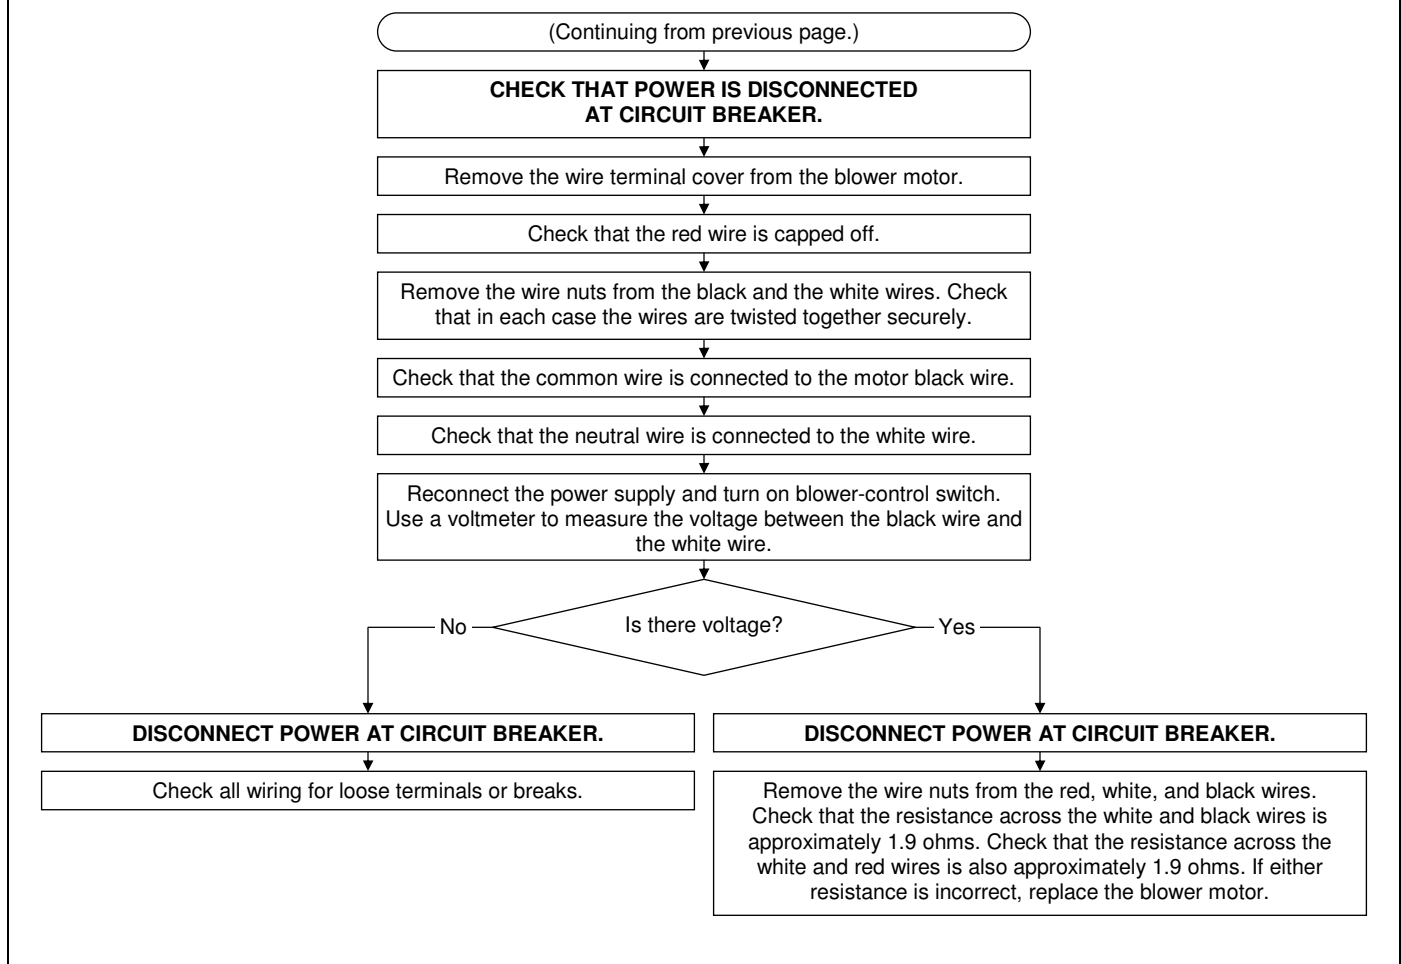 (Continuing from previous page.)
CHECK THAT POWER IS DISCONNECTED
AT CIRCUIT BREAKER.
Remove the wire terminal cover from the blower motor.
Check that the red wire is capped off.
Remove the wire nuts from the black and the white wires. Check
that in each case the wires are twisted together securely.
Check that the common wire is connected to the motor black wire.
Check that the neutral wire is connected to the white wire.
Reconnect the power supply and turn on blower-control switch.
Use a voltmeter to measure the voltage between the black wire and
the white wire.
Is there voltage?
No
Yes
DISCONNECT POWER AT CIRCUIT BREAKER.
Check all wiring for loose terminals or breaks.
DISCONNECT POWER AT CIRCUIT BREAKER.
Remove the wire nuts from the red, white, and black wires.
Check that the resistance across the white and black wires is
approximately 1.9 ohms. Check that the resistance across the
white and red wires is also approximately 1.9 ohms. If either
resistance is incorrect, replace the blower motor.